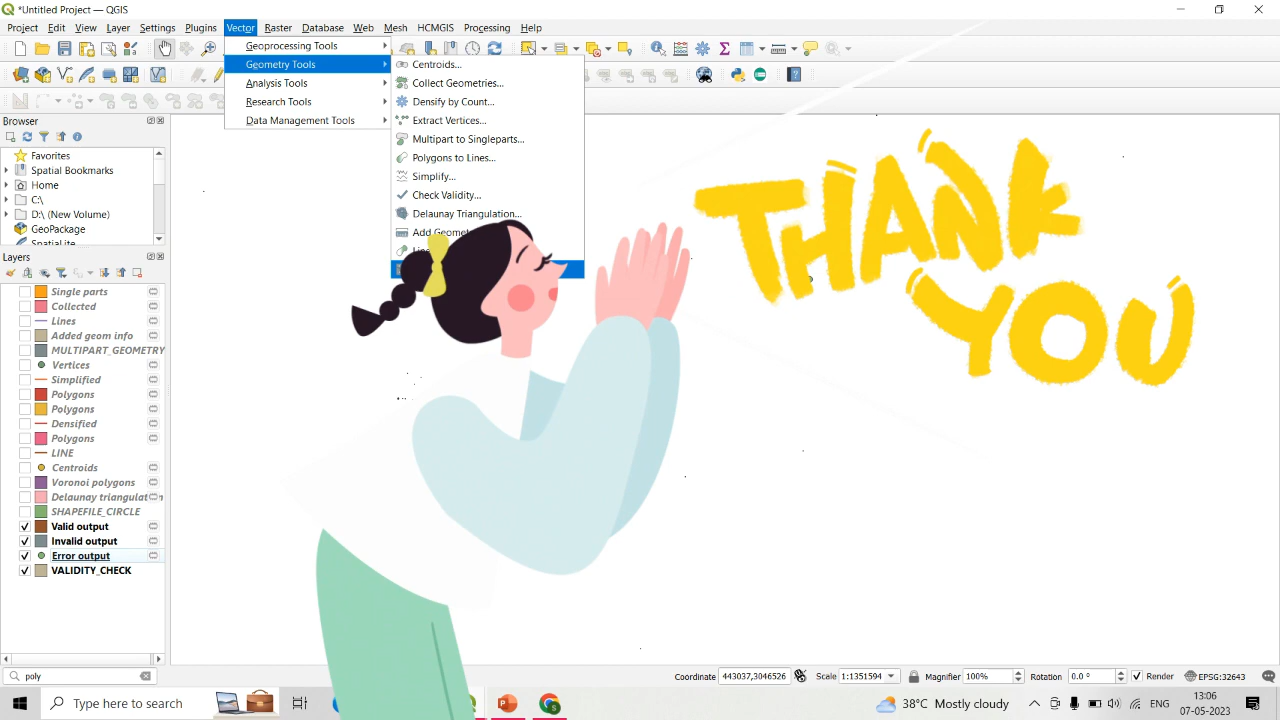 *Untitled Project — QGIS
Project Edit View Layer Settings Plugins Vector Raster Database Web Mesh HCMGIS Processing Help
Geoprocessing Tools
Geometry Tools
Analysis Tools
Research Tools
Data Management Tools
Centroids...
Collect Geometries...
Densify by Count...
Extract Vertices...
Multipart to Singleparts...
Polygons to Lines...
Simplify...
Check Validity...
Delaunay Triangulation...
THANK
YOU
Browser
Favorites
Spatial Bookmarks
Home
C:\
D:\ (New Volume)
GeoPackage
SpatiaLite
Layers
Single parts
Collected
Lines
Added geom info
MULTIPART_GEOMETRY
Vertices
Simplified
Polygons
Polygons
Densified
Polygons
LINE
Centroids
Voronoi polygons
Delaunay triangulation
SHAPEFILE_CIRCLE
Valid output
Invalid output
Error output
VALIDITY_CHECK
poly
Coordinate 443037,3046526 Scale 1:1351594 Magnifier 100% Rotation 0.0 ° Render EPSG:32643
Type here to search
38°C Mostly cloudy
ENG
13:06
07-05-2023